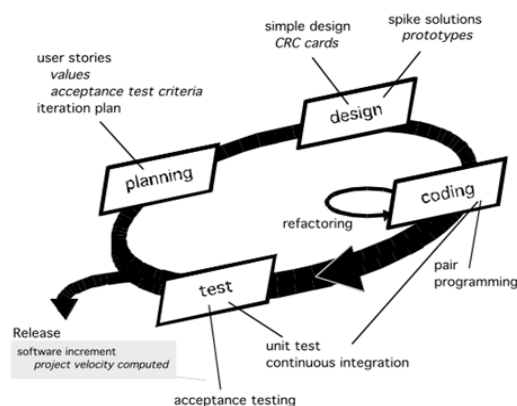 simple design
CRC cards
spike solutions
prototypes
user stories
values
acceptance test criteria
iteration plan
design
planning
coding
refactoring
test
pair
programming
unit test
continuous integration
Release
software increment
project velocity computed
acceptance testing